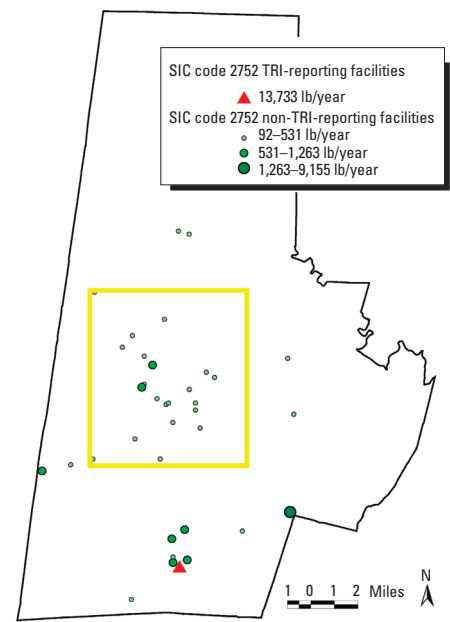 SIC code 2752 TRI-reporting facilities
13,733 lb/year
SIC code 2752 non-TRI-reporting facilities
92–531 lb/year
531–1,263 lb/year
1,263–9,155 lb/year
N
1 0 1 2 Miles